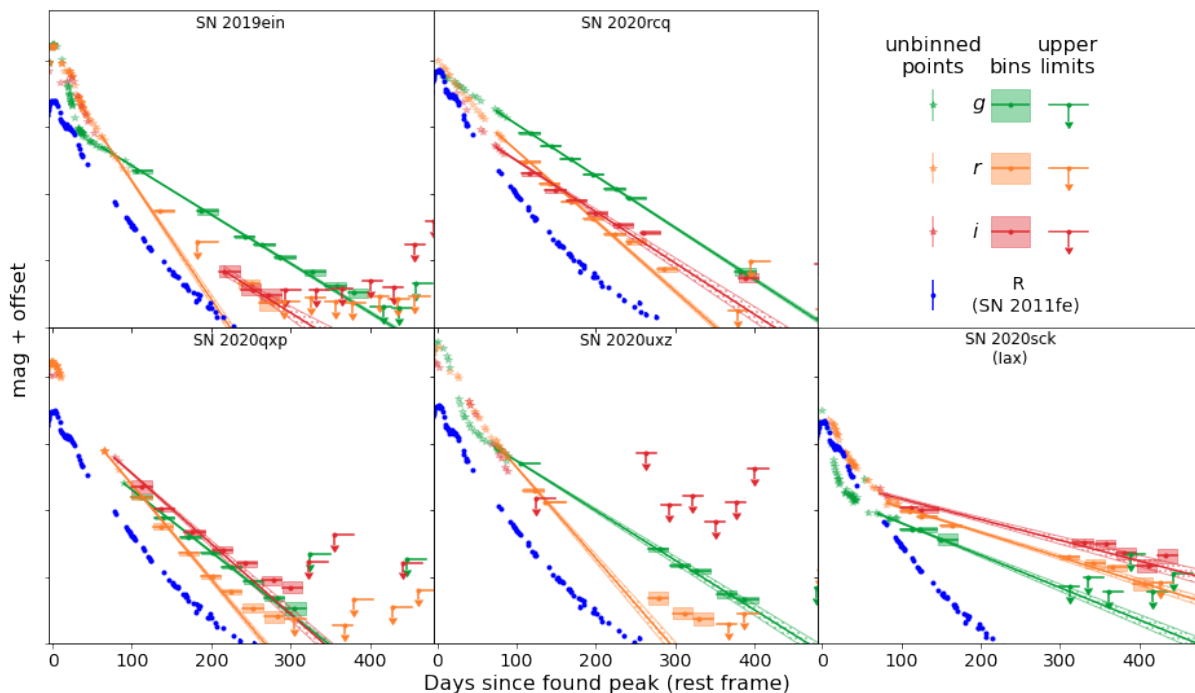 SN 2019ein
SN 2020rcq
unbinned points
bins
upper limits
g
r
i
R
(SN 2011fe)
mag + offset
SN 2020qxp
SN 2020uxz
SN 2020sck
(Iax)
0 100 200 300 400
0 100 200 300 400
0 100 200 300 400
Days since found peak (rest frame)